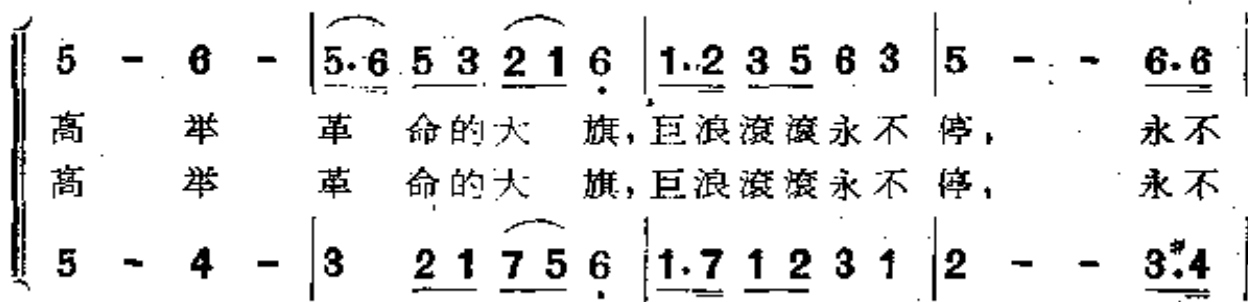 5 - 6 - | 5·6 5 3 2 1 6 | 1·2 3 5 6 3 | 5 - - 6·6 |
高 举 革 命的大 旗，巨浪滚滚永不 停， 永不
高 举 革 命的大 旗，巨浪滚滚永不 停， 永不
5 - 4 - | 3 2 1 7 5 6 | 1·7 1 2 3 1 | 2 - - 3·#4 |